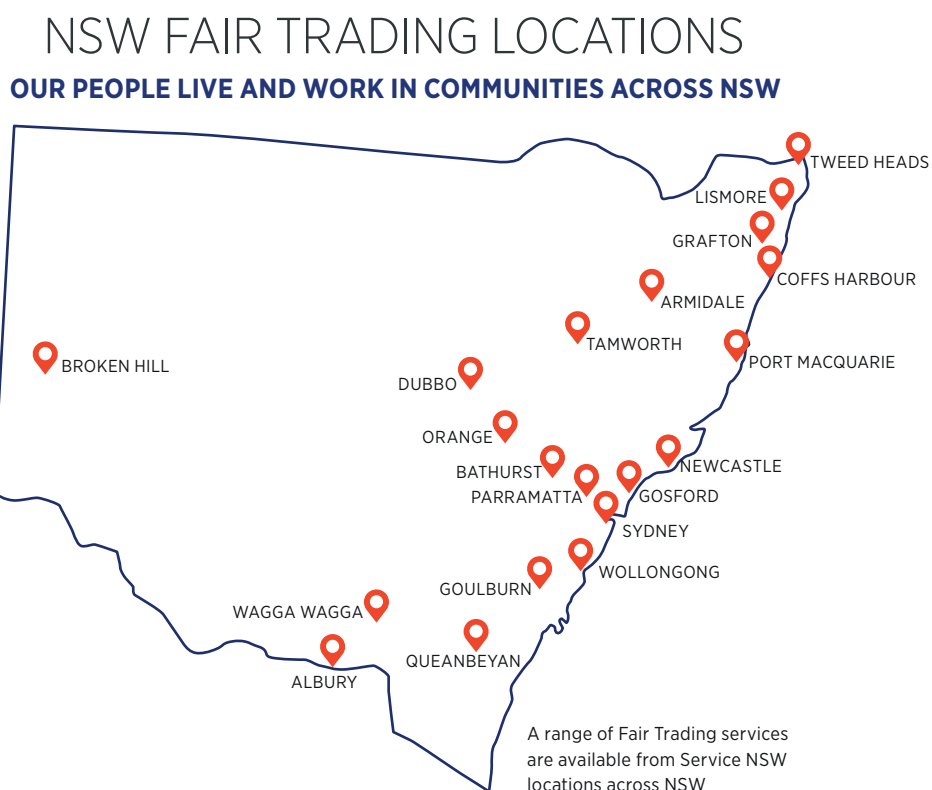 NSW FAIR TRADING LOCATIONS
OUR PEOPLE LIVE AND WORK IN COMMUNITIES ACROSS NSW
TWEED HEADS
LISMORE
GRAFTON
COFFS HARBOUR
ARMIDALE
TAMWORTH
PORT MACQUARIE
BROKEN HILL
DUBBO
ORANGE
BATHURST
NEWCASTLE
PARRAMATTA
GOSFORD
SYDNEY
WOLLONGONG
GOULBURN
WAGGA WAGGA
QUEANBEYAN
ALBURY
A range of Fair Trading services
are available from Service NSW
locations across NSW